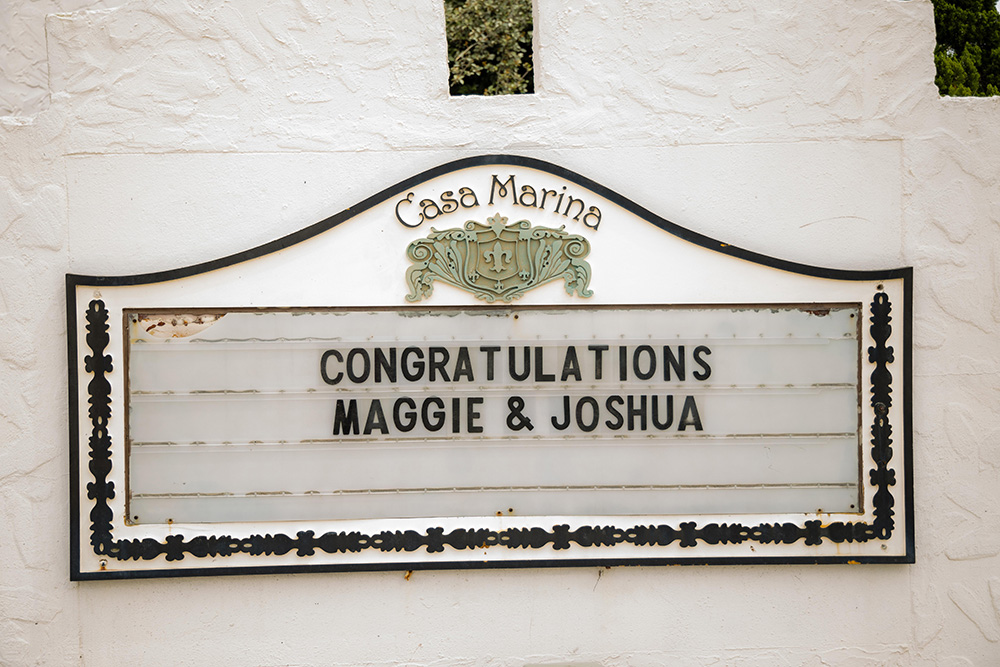 Casa Marina
CONGRATULATIONS
MAGGIE & JOSHUA